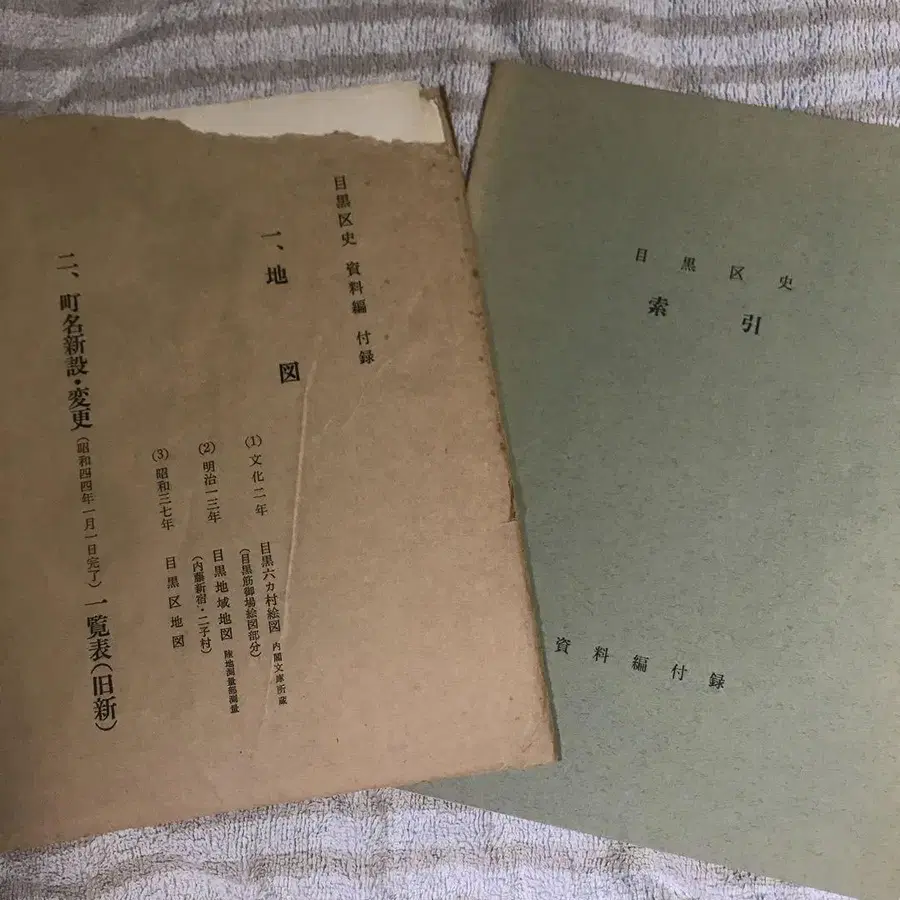 目黒区史 資料編 付録
一、地図
(1) 文化二年 目黒六カ村絵図 内閣文庫所蔵
(目黒筋御場絵図部分)
(2) 明治一三年 目黒地域地図 陸地測量部測量
(内藤新宿・二子村)
(3) 昭和三七年 目黒区地図
二、町名新設・変更(昭和四四年一月一日完了)一覧表(旧新)
目黒区史
索引
資料編付録